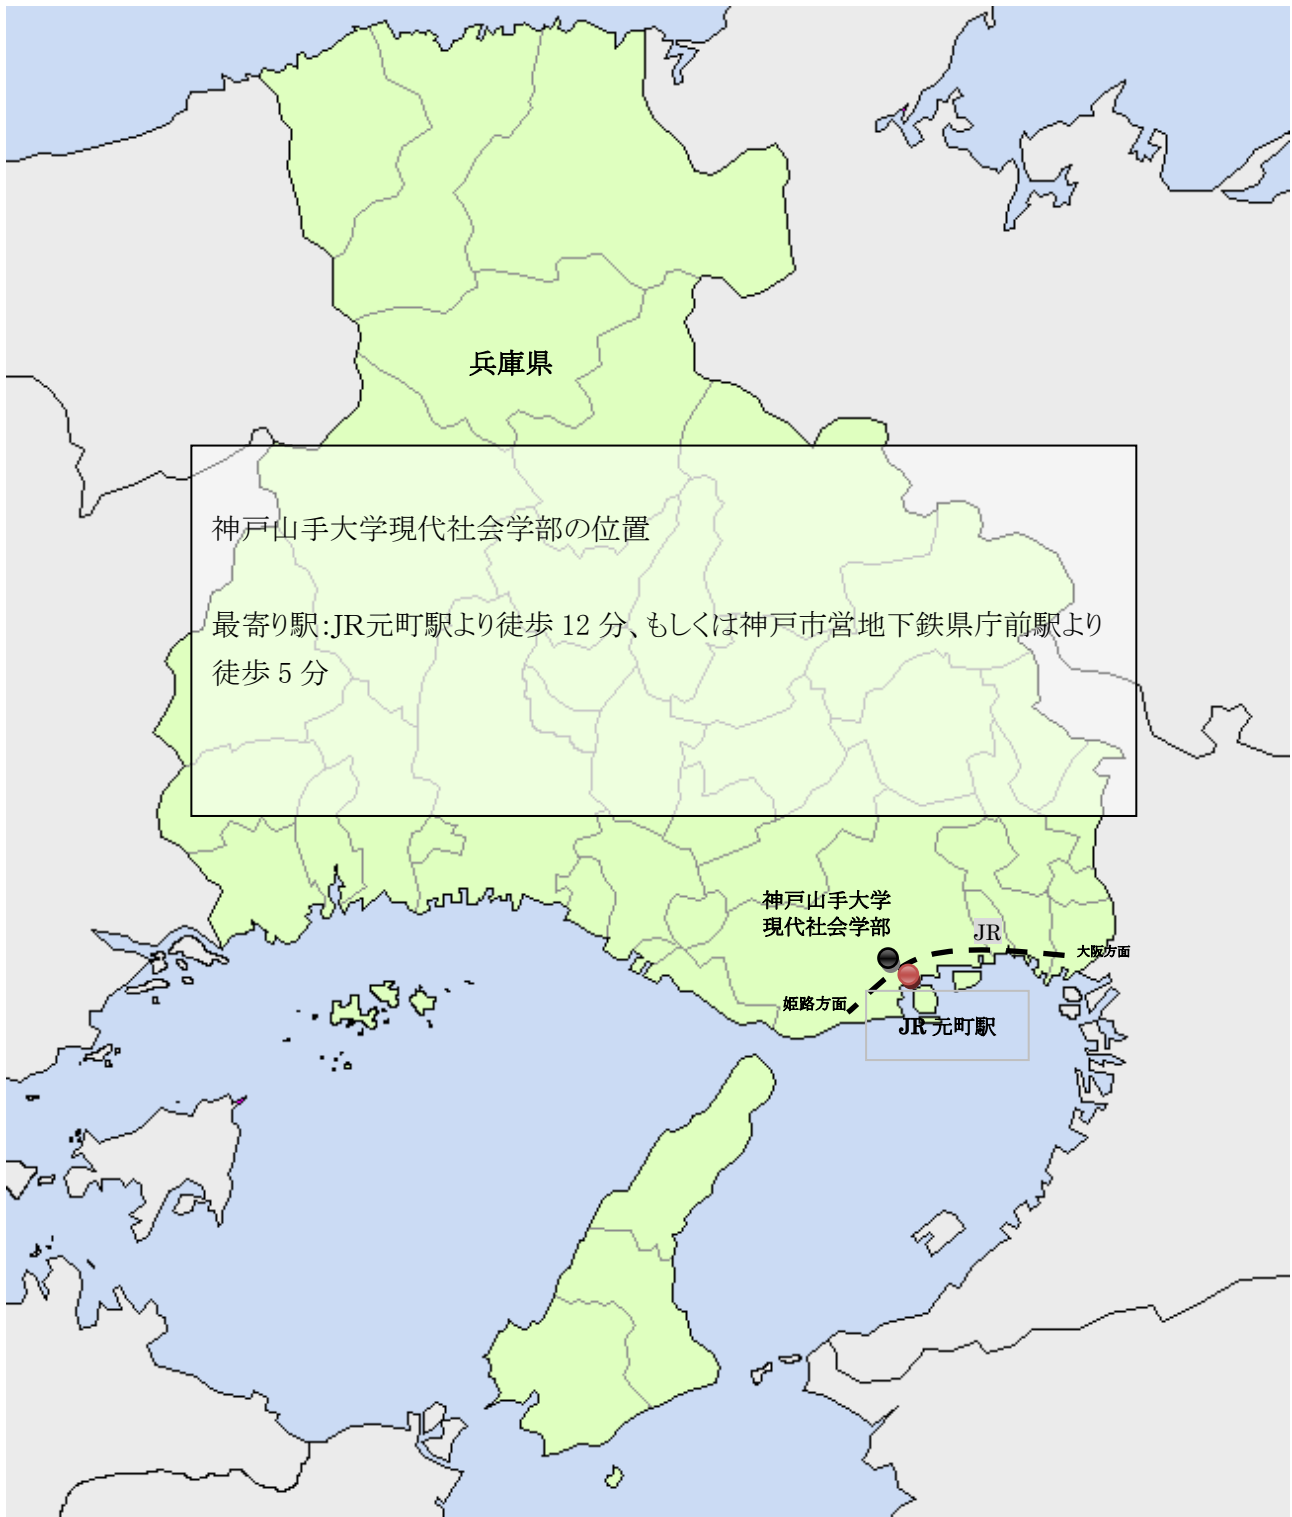 兵庫県
神戸山手大学現代社会学部の位置
最寄り駅：JR元町駅より徒歩 12 分、もしくは神戸市営地下鉄県庁前駅より
徒歩 5 分
神戸山手大学
現代社会学部
JR
大阪方面
姫路方面
JR 元町駅